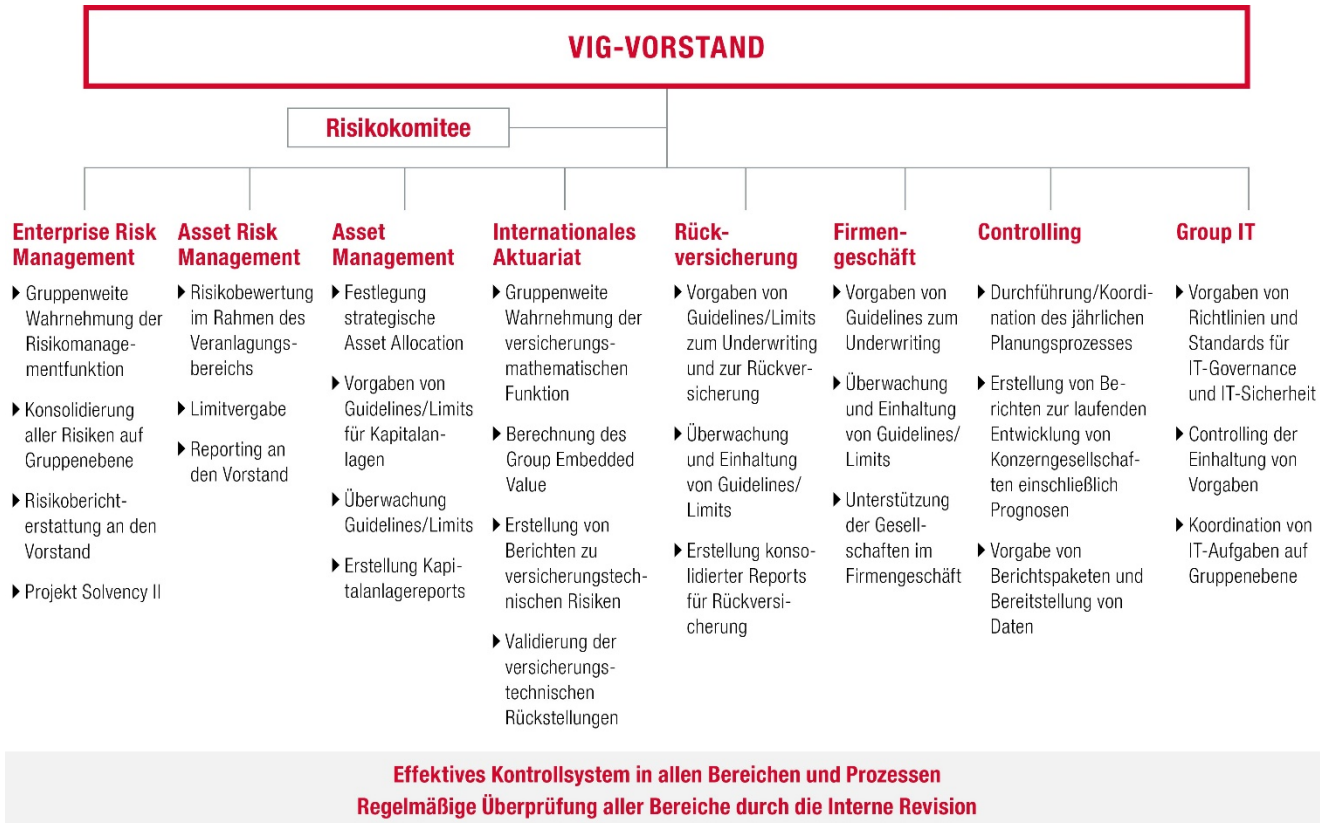 VIG-VORSTAND
Risikokomitee
Enterprise Risk
Management
▶ Gruppenweite
Wahrnehmung der
Risikomanage-
mentfunktion
▶ Konsolidierung
aller Risiken auf
Gruppenebene
▶ Risikobericht-
erstattung an den
Vorstand
▶ Projekt Solvency II
Asset Risk
Management
▶ Risikobewertung
im Rahmen des
Veranlagungs-
bereichs
▶ Limitvergabe
▶ Reporting an
den Vorstand
Asset
Management
▶ Festlegung
strategische
Asset Allocation
▶ Vorgaben von
Guidelines/Limits
für Kapitalan-
lagen
▶ Überwachung
Guidelines/Limits
▶ Erstellung Kapi-
talanlagereports
Internationales
Aktuariat
▶ Gruppenweite
Wahrnehmung der
versicherungs-
mathematischen
Funktion
▶ Berechnung des
Group Embedded
Value
▶ Erstellung von
Berichten zu
versicherungstech-
nischen Risiken
▶ Validierung der
versicherungs-
technischen
Rückstellungen
Rück-
versicherung
▶ Vorgaben von
Guidelines/Limits
zum Underwriting
und zur Rückver-
sicherung
▶ Überwachung
und Einhaltung
von Guidelines/
Limits
▶ Erstellung konso-
lidierter Reports
für Rückversi-
cherung
Firmen-
geschäft
▶ Vorgaben von
Guidelines zum
Underwriting
▶ Überwachung
und Einhaltung
von Guidelines/
Limits
▶ Unterstützung
der Gesell-
schaften im
Firmengeschäft
Controlling
▶ Durchführung/Koordi-
nation des jährlichen
Planungsprozesses
▶ Erstellung von Be-
richten zur laufenden
Entwicklung von
Konzerngesellschaf-
ten einschließlich
Prognosen
▶ Vorgabe von
Berichtspaketen und
Bereitstellung von
Daten
Group IT
▶ Vorgaben von
Richtlinien und
Standards für
IT-Governance
und IT-Sicherheit
▶ Controlling der
Einhaltung von
Vorgaben
▶ Koordination von
IT-Aufgaben auf
Gruppenebene
Effektives Kontrollsystem in allen Bereichen und Prozessen
Regelmäßige Überprüfung aller Bereiche durch die Interne Revision